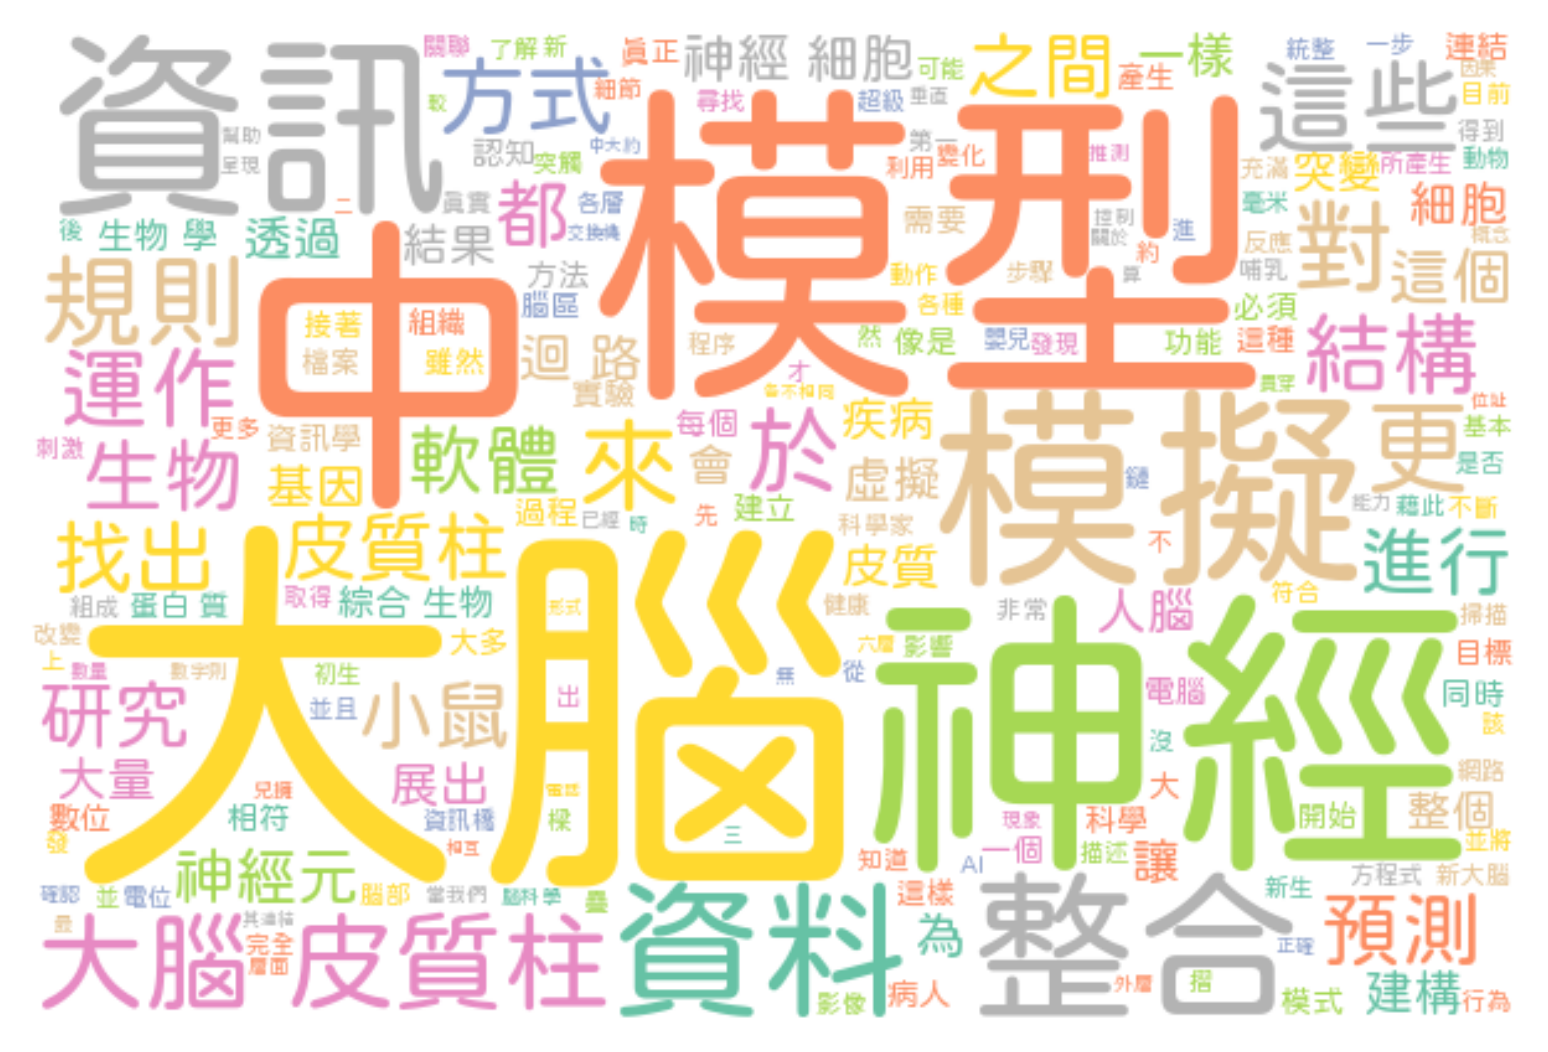 資訊
關聯
了解 新
方式
較
真正
細節
神經 細胞
可能
之間
一樣
產生
統整
一步
連結
因果
目前
這些
幫助
呈現
認知
突觸
中大約
尋找
超級
垂直
第一
利用
變化
推測
充滿
突變
所產生
得到
動物
後
生物 學
透過
二
真實
結果
都
各層
交換機
模型
需要
控制
關於
進
約
毫米
反應
對
細胞
概念
這個
規則
中
接著
組織
檔案
雖然
方法
腦區
迴 路
實驗
動作
各種
步驟
算
哺乳
必須
程序
然
像是
嬰兒
發現
功能
這種
結構
運作
更多
刺激
生物
資訊學
基因
軟體
來
每個
才
各不相同
會
於
疾病
虛擬
模擬
貫穿
更
位址
基本
是否
鏈
能力
藉此
不斷
找出
皮質柱
過程
已經
時
先
建立
科學家
皮質
不
進行
組成
蛋白 質
取得
綜合 生物
形式
健康
非常
人腦
符合
掃描
改變
上
數量
大腦
大多
數字則
初生
六層
影響
神經
目標
研究
並且
小鼠
出
無
從
電腦
同時
該
大量
兒擁
展出
電話
沒
大
網路
數位
發
相符
資訊橋
相互
樑
三
現象
科學
開始
整個
並將
神經元
知道
AI
一個
描述
讓
確認
並
電位
腦部
當我們
腦科學
疊
這樣
新生
方程式
新大腦
最
大腦
完全
層面
皮質柱
資料
影像
為
病人
整合
外層
摺
正確
預測
模式
建構
行為